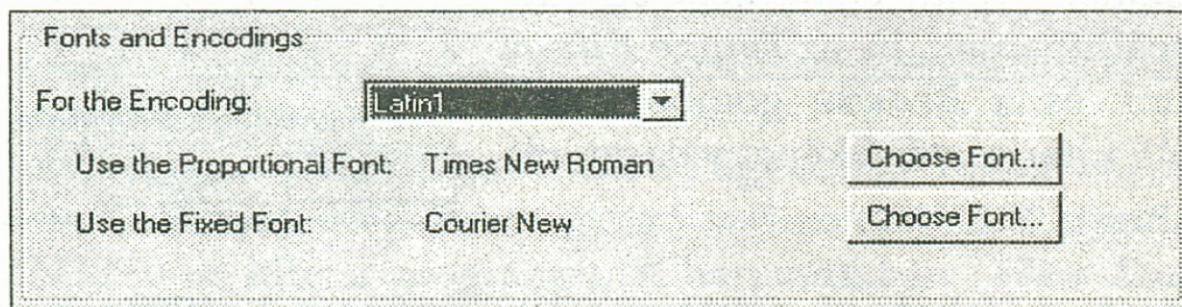 Fonts and Encodings
For the Encoding: Latin1
Use the Proportional Font: Times New Roman Choose Font...
Use the Fixed Font: Courier New Choose Font...